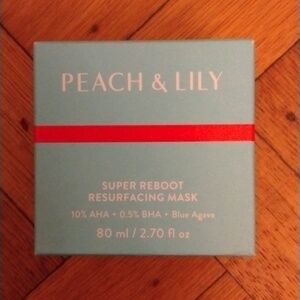 PEACH & LILY
SUPER REBOOT
RESURFACING MASK
10% AHA + 0.5% BHA + Blue Agave
80 ml / 2.70 fl oz